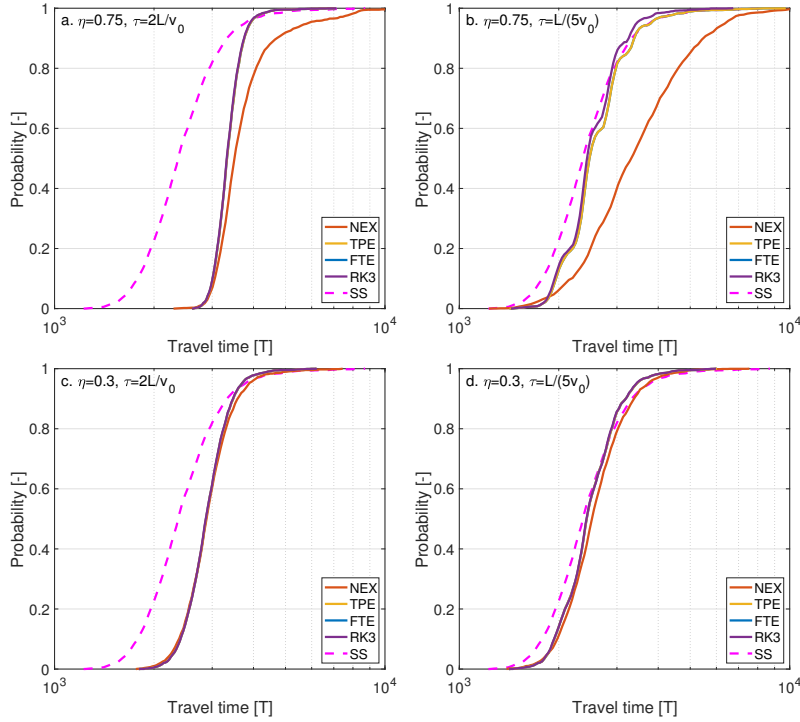 a. η=0.75, τ=2L/v0
1
0.8
0.6
0.4
0.2
0
Probability [-]
NEX
TPE
FTE
RK3
SS
10^3
10^4
Travel time [T]
b. η=0.75, τ=L/(5v0)
1
0.8
0.6
0.4
0.2
0
Probability [-]
NEX
TPE
FTE
RK3
SS
10^3
10^4
Travel time [T]
c. η=0.3, τ=2L/v0
1
0.8
0.6
0.4
0.2
0
Probability [-]
NEX
TPE
FTE
RK3
SS
10^3
10^4
Travel time [T]
d. η=0.3, τ=L/(5v0)
1
0.8
0.6
0.4
0.2
0
Probability [-]
NEX
TPE
FTE
RK3
SS
10^3
10^4
Travel time [T]